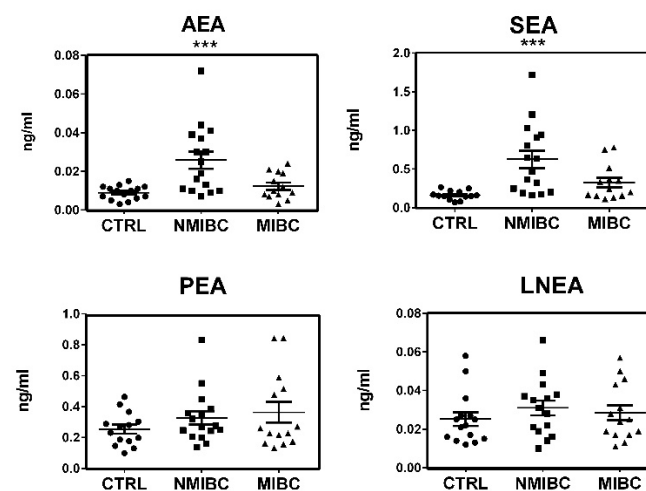 AEA
***
ng/ml
0.08
0.06
0.04
0.02
0.00
CTRL NMIBC MIBC
SEA
***
ng/ml
2.0
1.5
1.0
0.5
0.0
CTRL NMIBC MIBC
PEA
ng/ml
1.0
0.8
0.6
0.4
0.2
0.0
CTRL NMIBC MIBC
LNEA
ng/ml
0.08
0.06
0.04
0.02
0.00
CTRL NMIBC MIBC